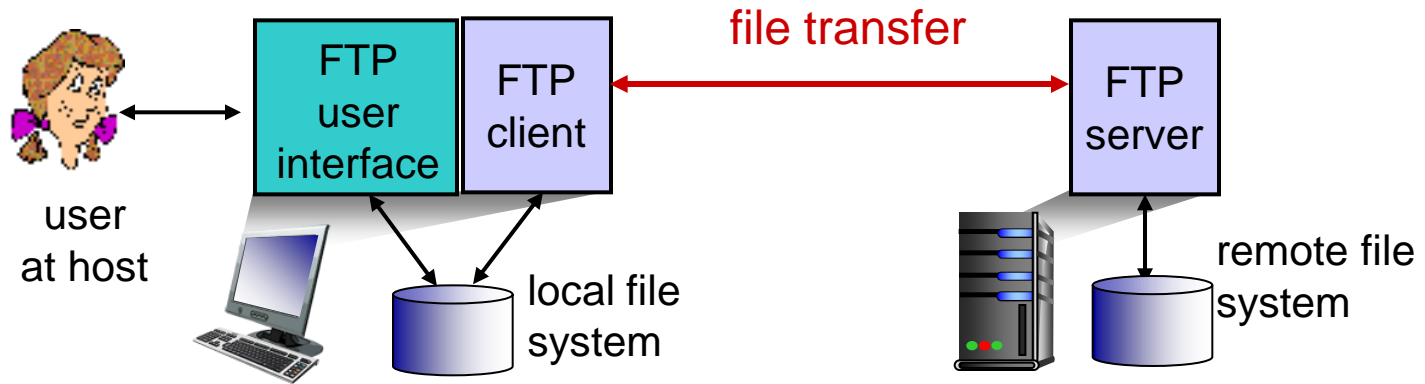 file transfer
FTP
user
interface
FTP
client
FTP
server
user
at host
local file
system
remote file
system